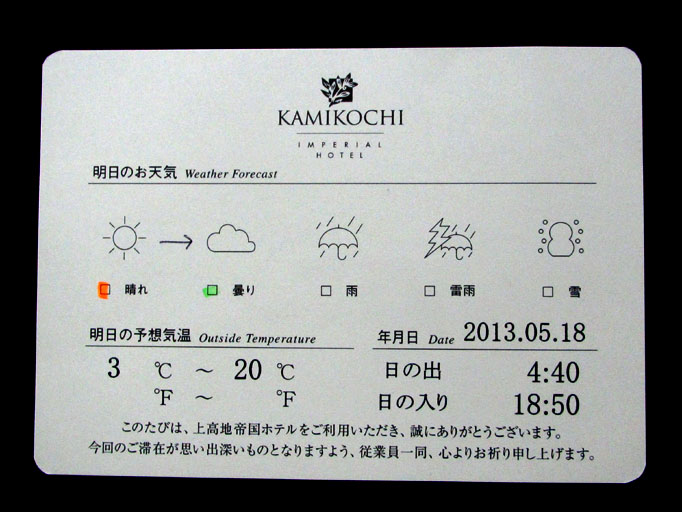 KAMIKOCHI
IMPERIAL
HOTEL
明日のお天気 Weather Forecast
□ 晴れ □ 曇り □ 雨 □ 雷雨 □ 雪
明日の予想気温 Outside Temperature
3 ℃ ～ 20 ℃
℉ ～ ℉
年月日 Date 2013.05.18
日の出 4:40
日の入り 18:50
このたびは、上高地帝国ホテルをご利用いただき、誠にありがとうございます。
今回のご滞在が思い出深いものとなりますよう、従業員一同、心よりお祈り申し上げます。